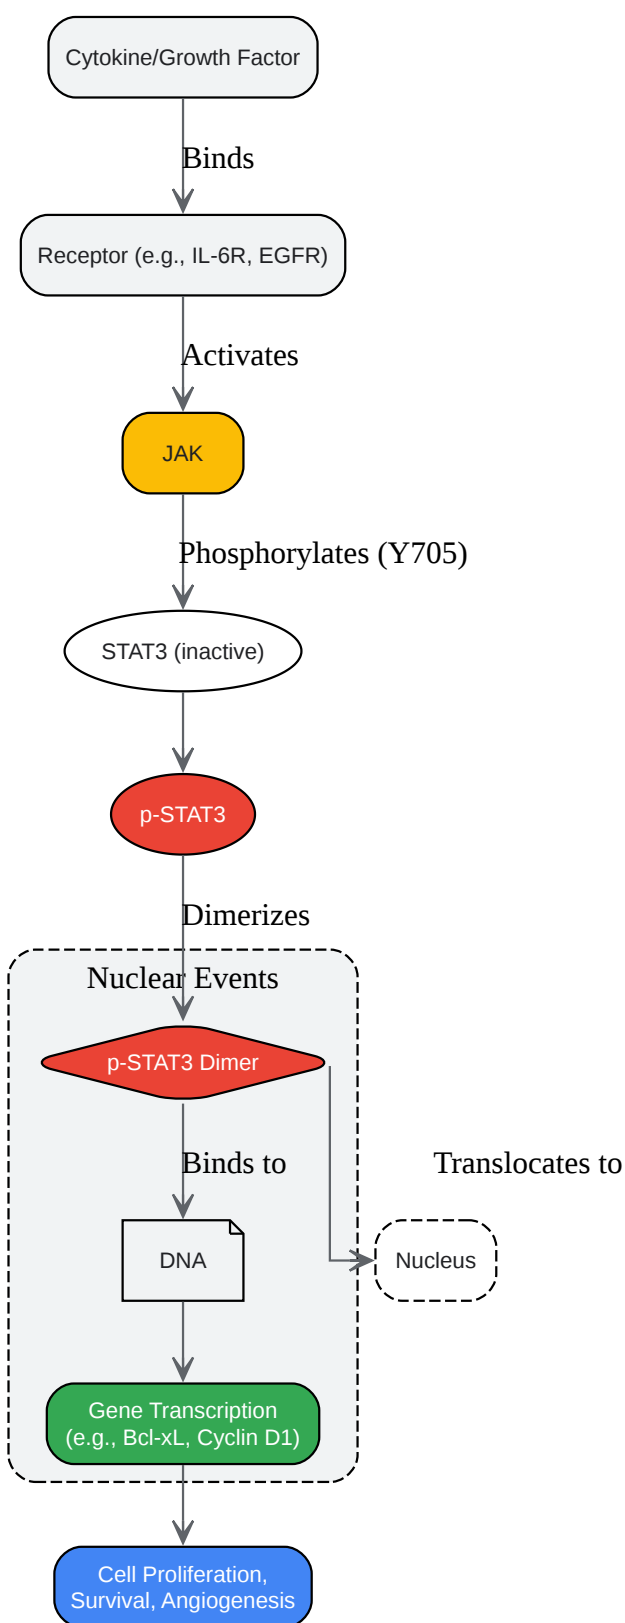 Cytokine/Growth Factor
Binds
Receptor (e.g., IL-6R, EGFR)
Activates
JAK
Phosphorylates (Y705)
STAT3 (inactive)
p-STAT3
Dimerizes
Nuclear Events
p-STAT3 Dimer
Binds to
Translocates to
DNA
Nucleus
Gene Transcription
(e.g., Bcl-xL, Cyclin D1)
Cell Proliferation,
Survival, Angiogenesis